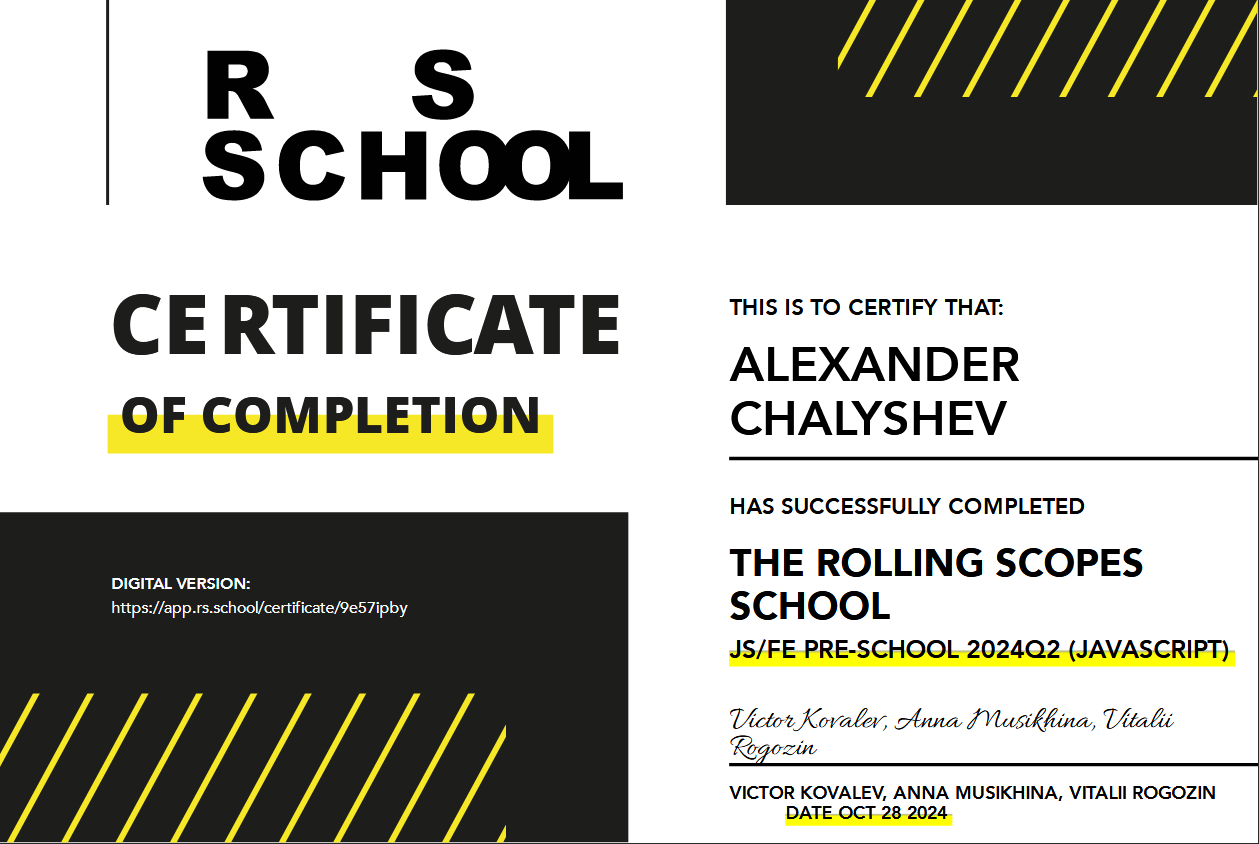 R S
SCHOOL
CERTIFICATE
OF COMPLETION
DIGITAL VERSION:
https://app.rs.school/certificate/9e57ipby
THIS IS TO CERTIFY THAT:
ALEXANDER
CHALYSHEV
HAS SUCCESSFULLY COMPLETED
THE ROLLING SCOPES
SCHOOL
JS/FE PRE-SCHOOL 2024Q2 (JAVASCRIPT)
Victor Kovalev, Anna Musikhina, Vitalii
Rogozin
VICTOR KOVALEV, ANNA MUSIKHINA, VITALII ROGOZIN
DATE OCT 28 2024